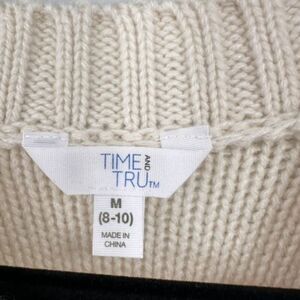 TIME AND
TRU™
M
(8-10)
MADE IN
CHINA